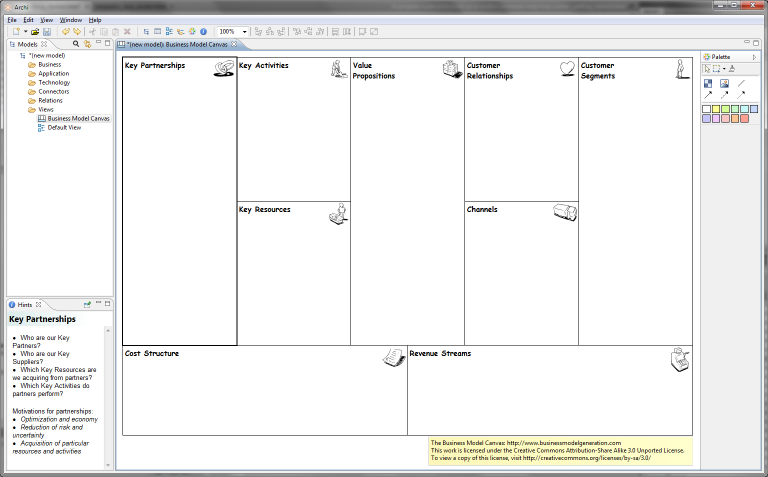 Archi
File Edit View Window Help
100%
Models
*(new model): Business Model Canvas
*(new model)
Business
Application
Technology
Connectors
Relations
Views
Business Model Canvas
Default View
Key Partnerships
Key Activities
Value
Propositions
Customer
Relationships
Customer
Segments
Key Resources
Channels
Cost Structure
Revenue Streams
Palette
Hints
Key Partnerships
• Who are our Key
Partners?
• Who are our Key
Suppliers?
• Which Key Resources are
we acquiring from partners?
• Which Key Activities do
partners perform?
Motivations for partnerships:
• Optimization and economy
• Reduction of risk and
uncertainty
• Acquisition of particular
resources and activities
The Business Model Canvas: http://www.businessmodelgeneration.com
This work is licensed under the Creative Commons Attribution-Share Alike 3.0 Unported License.
To view a copy of this license, visit http://creativecommons.org/licenses/by-sa/3.0/